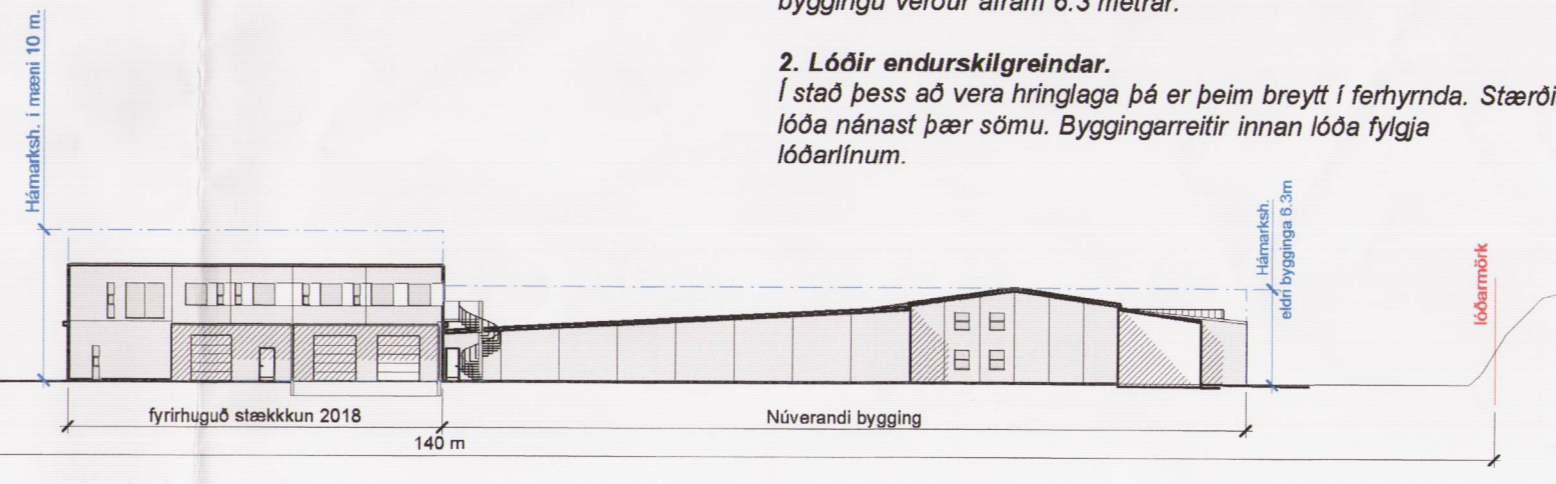 byggingu verður áfram 6.3 metrar.
2. Lóðir endurskilgreindar.
Í stað þess að vera hringlaga þá er þeim breytt í ferhyrnda. Stærði
lóða nánast þær sömu. Byggingarreitir innan lóða fylgja
lóðarlínum.
Hámarksh. í mæni 10 m.
Hámarksh.
eldri bygginga 6.3m
lóðarmörk
fyrirhuguð stækkkun 2018
Núverandi bygging
140 m